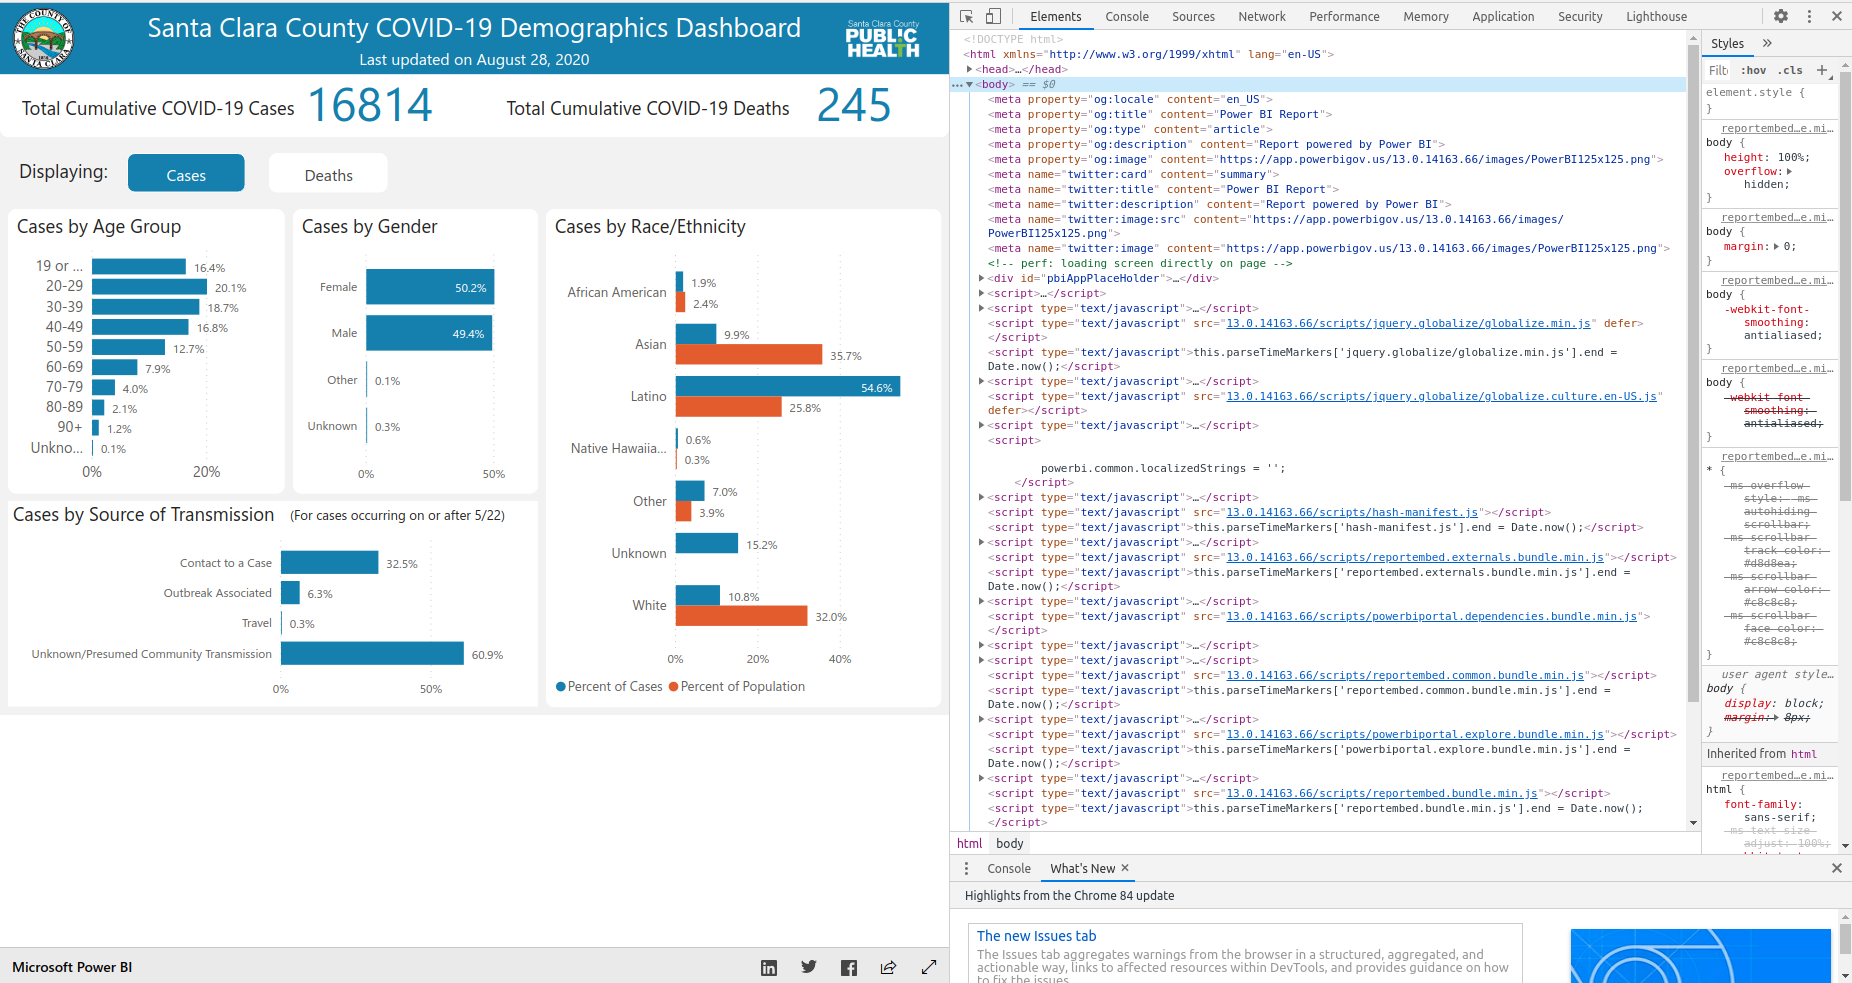 THE COUNTY OF
SANTA CLARA
Santa Clara County COVID-19 Demographics Dashboard
Last updated on August 28, 2020
Santa Clara County
PUBLIC
HEALTH
Total Cumulative COVID-19 Cases 16814
Total Cumulative COVID-19 Deaths 245
Displaying:
Cases
Deaths
Cases by Age Group
19 or ... 16.4%
20-29 20.1%
30-39 18.7%
40-49 16.8%
50-59 12.7%
60-69 7.9%
70-79 4.0%
80-89 2.1%
90+ 1.2%
Unkno... 0.1%
0% 20%
Cases by Gender
Female 50.2%
Male 49.4%
Other 0.1%
Unknown 0.3%
0% 50%
Cases by Race/Ethnicity
African American 1.9%
2.4%
Asian 9.9%
35.7%
Latino 54.6%
25.8%
Native Hawaiia... 0.6%
0.3%
Other 7.0%
3.9%
Unknown 15.2%
White 10.8%
32.0%
0% 20% 40%
Percent of Cases Percent of Population
Cases by Source of Transmission (For cases occurring on or after 5/22)
Contact to a Case 32.5%
Outbreak Associated 6.3%
Travel 0.3%
Unknown/Presumed Community Transmission 60.9%
0% 50%
Microsoft Power BI
Elements Console Sources Network Performance Memory Application Security Lighthouse
<!DOCTYPE html>
<html xmlns="http://www.w3.org/1999/xhtml" lang="en-US">
<head>…</head>
<body> == $0
<meta property="og:locale" content="en_US">
<meta property="og:title" content="Power BI Report">
<meta property="og:type" content="article">
<meta property="og:description" content="Report powered by Power BI">
<meta property="og:image" content="https://app.powerbigov.us/13.0.14163.66/images/PowerBI125x125.png">
<meta name="twitter:card" content="summary">
<meta name="twitter:title" content="Power BI Report">
<meta name="twitter:description" content="Report powered by Power BI">
<meta name="twitter:image:src" content="https://app.powerbigov.us/13.0.14163.66/images/
PowerBI125x125.png">
<meta name="twitter:image" content="https://app.powerbigov.us/13.0.14163.66/images/PowerBI125x125.png">
<!-- perf: loading screen directly on page -->
<div id="pbiAppPlaceHolder">…</div>
<script>…</script>
<script type="text/javascript">…</script>
<script type="text/javascript" src="13.0.14163.66/scripts/jquery.globalize/globalize.min.js" defer>
</script>
<script type="text/javascript">this.parseTimeMarkers['jquery.globalize/globalize.min.js'].end =
Date.now();</script>
<script type="text/javascript">…</script>
<script type="text/javascript" src="13.0.14163.66/scripts/jquery.globalize/globalize.culture.en-US.js"
defer></script>
<script type="text/javascript">…</script>
<script>
powerbi.common.localizedStrings = '';
</script>
<script type="text/javascript">…</script>
<script type="text/javascript" src="13.0.14163.66/scripts/hash-manifest.js"></script>
<script type="text/javascript">this.parseTimeMarkers['hash-manifest.js'].end = Date.now();</script>
<script type="text/javascript">…</script>
<script type="text/javascript" src="13.0.14163.66/scripts/reportembed.externals.bundle.min.js"></script>
<script type="text/javascript">this.parseTimeMarkers['reportembed.externals.bundle.min.js'].end =
Date.now();</script>
<script type="text/javascript">…</script>
<script type="text/javascript" src="13.0.14163.66/scripts/powerbiportal.dependencies.bundle.min.js">
</script>
<script type="text/javascript">…</script>
<script type="text/javascript">…</script>
<script type="text/javascript" src="13.0.14163.66/scripts/reportembed.common.bundle.min.js"></script>
<script type="text/javascript">this.parseTimeMarkers['reportembed.common.bundle.min.js'].end =
Date.now();</script>
<script type="text/javascript">…</script>
<script type="text/javascript" src="13.0.14163.66/scripts/powerbiportal.explore.bundle.min.js"></script>
<script type="text/javascript">this.parseTimeMarkers['powerbiportal.explore.bundle.min.js'].end =
Date.now();</script>
<script type="text/javascript">…</script>
<script type="text/javascript" src="13.0.14163.66/scripts/reportembed.bundle.min.js"></script>
<script type="text/javascript">this.parseTimeMarkers['reportembed.bundle.min.js'].end = Date.now();
</script>
html body
Styles »
Filt :hov .cls +
element.style {
}
reportembed…e.mi…
body {
height: 100%;
overflow:
hidden;
}
reportembed…e.mi…
body {
margin: 0;
}
reportembed…e.mi…
body {
-webkit-font-
smoothing:
antialiased;
}
reportembed…e.mi…
body {
-webkit-font-
smoothing:
antialiased;
}
reportembed…e.mi…
* {
-ms-overflow-
style: -ms-
autohiding-
scrollbar;
-ms-scrollbar-
track-color:
#d8d8ea;
-ms-scrollbar-
arrow-color:
#c8c8c8;
-ms-scrollbar-
face-color:
#c8c8c8;
}
user agent style…
body {
display: block;
margin: 8px;
}
Inherited from html
reportembed…e.mi…
html {
font-family:
sans-serif;
-ms-text-size-
adjust: 100%;
Console What's New ×
Highlights from the Chrome 84 update
The new Issues tab
The Issues tab aggregates warnings from the browser in a structured, aggregated, and
actionable way, links to affected resources within DevTools, and provides guidance on how
to fix the issues.